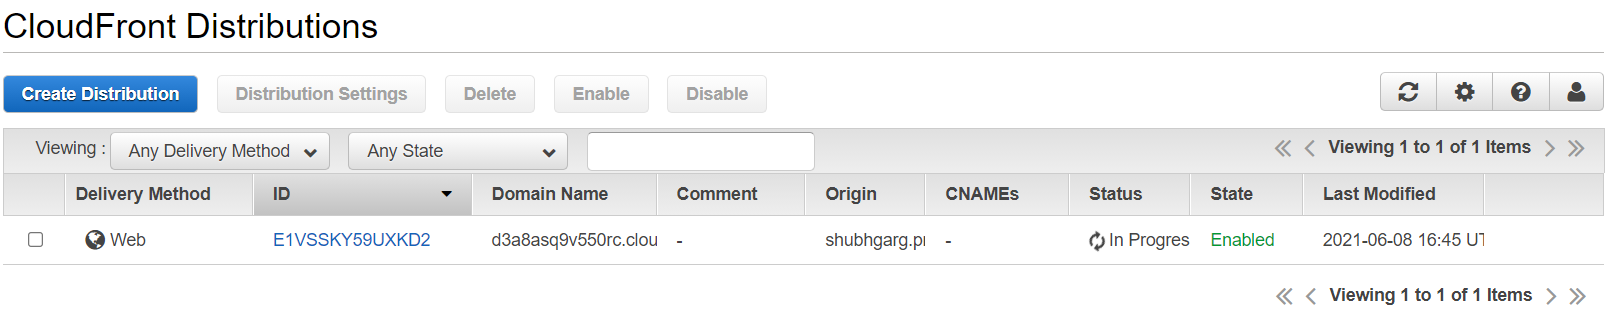 CloudFront Distributions
Create Distribution Distribution Settings Delete Enable Disable
Viewing : Any Delivery Method Any State Viewing 1 to 1 of 1 Items
Delivery Method ID Domain Name Comment Origin CNAMEs Status State Last Modified
Web E1VSSKY59UXKD2 d3a8asq9v550rc.clou - shubhgarg.pr - In Progres Enabled 2021-06-08 16:45 UT
Viewing 1 to 1 of 1 Items